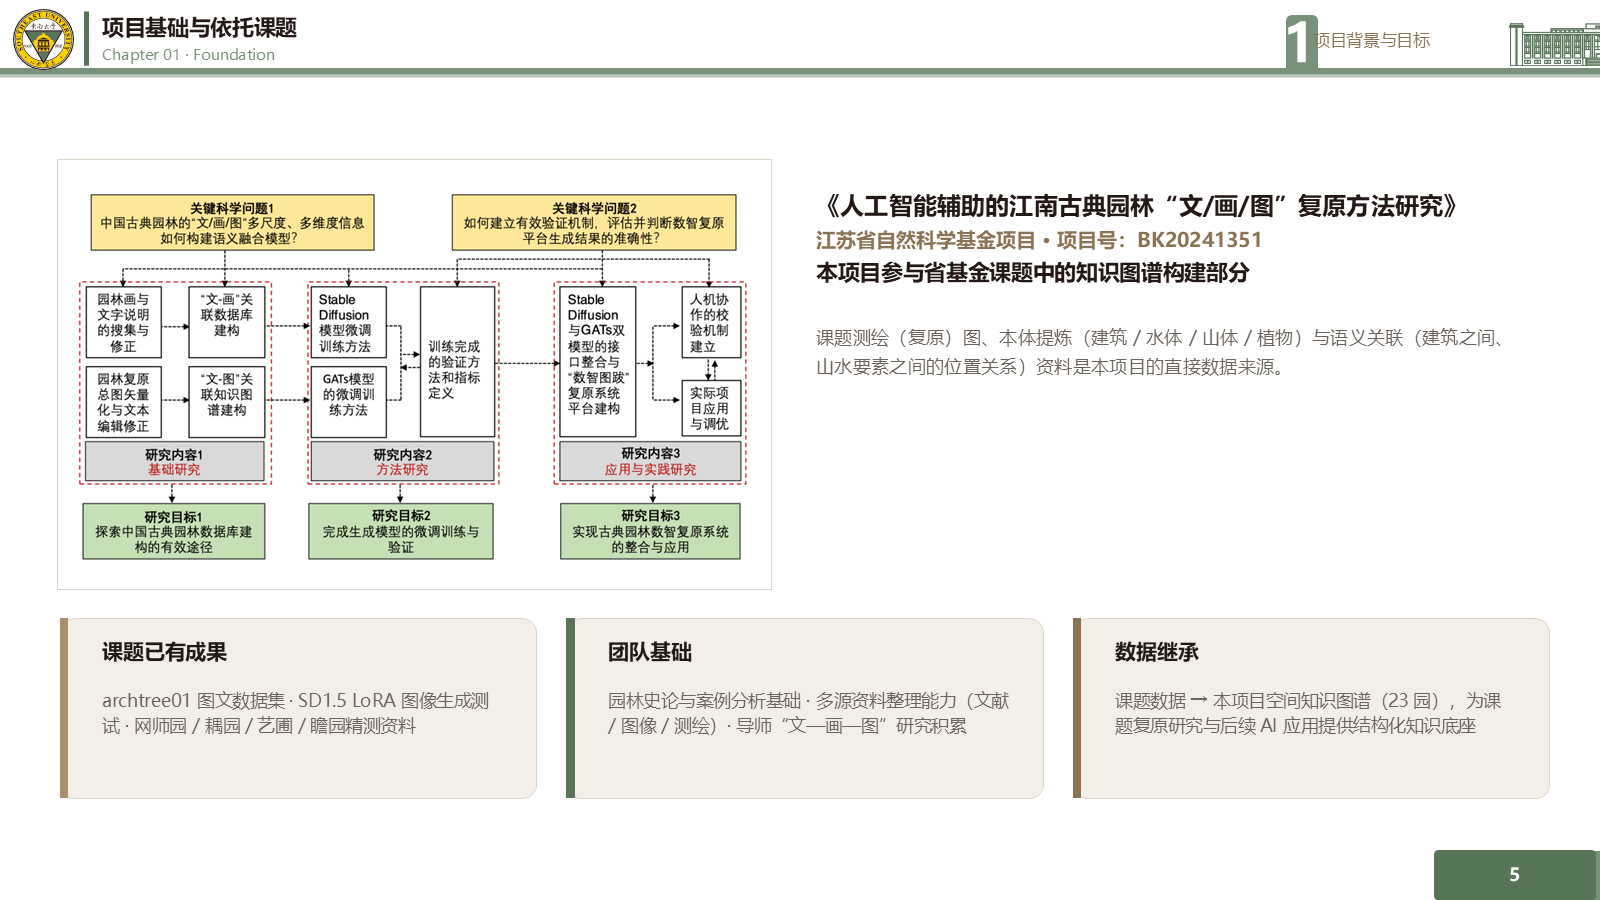 项目基础与依托课题
Chapter 01 · Foundation
1
项目背景与目标
关键科学问题1
中国古典园林的“文/画/图”多尺度、多维度信息
如何构建语义融合模型?
关键科学问题2
如何建立有效验证机制，评估并判断数智复原
平台生成结果的准确性?
园林画与
文字说明
的搜集与
修正
“文-画”关
联数据库
建构
园林复原
总图矢量
化与文本
编辑修正
“文-图”关
联知识图
谱建构
研究内容1
基础研究
Stable
Diffusion
模型微调
训练方法
GATs模型
的微调训
练方法
训练完成
的验证方
法和指标
定义
研究内容2
方法研究
Stable
Diffusion
与GATs双
模型的接
口整合与
“数智图跋”
复原系统
平台建构
人机协
作的校
验机制
建立
实际项
目应用
与调优
研究内容3
应用与实践研究
研究目标1
探索中国古典园林数据库建
构的有效途径
研究目标2
完成生成模型的微调训练与
验证
研究目标3
实现古典园林数智复原系统
的整合与应用
《人工智能辅助的江南古典园林“文/画/图”复原方法研究》
江苏省自然科学基金项目 • 项目号：BK20241351
本项目参与省基金课题中的知识图谱构建部分
课题测绘（复原）图、本体提炼（建筑 / 水体 / 山体 / 植物）与语义关联（建筑之间、
山水要素之间的位置关系）资料是本项目的直接数据来源。
课题已有成果
archtree01 图文数据集 · SD1.5 LoRA 图像生成测
试 · 网师园 / 耦园 / 艺圃 / 瞻园精测资料
团队基础
园林史论与案例分析基础 · 多源资料整理能力（文献
/ 图像 / 测绘）· 导师“文—画—图”研究积累
数据继承
课题数据 → 本项目空间知识图谱（23 园），为课
题复原研究与后续 AI 应用提供结构化知识底座
5